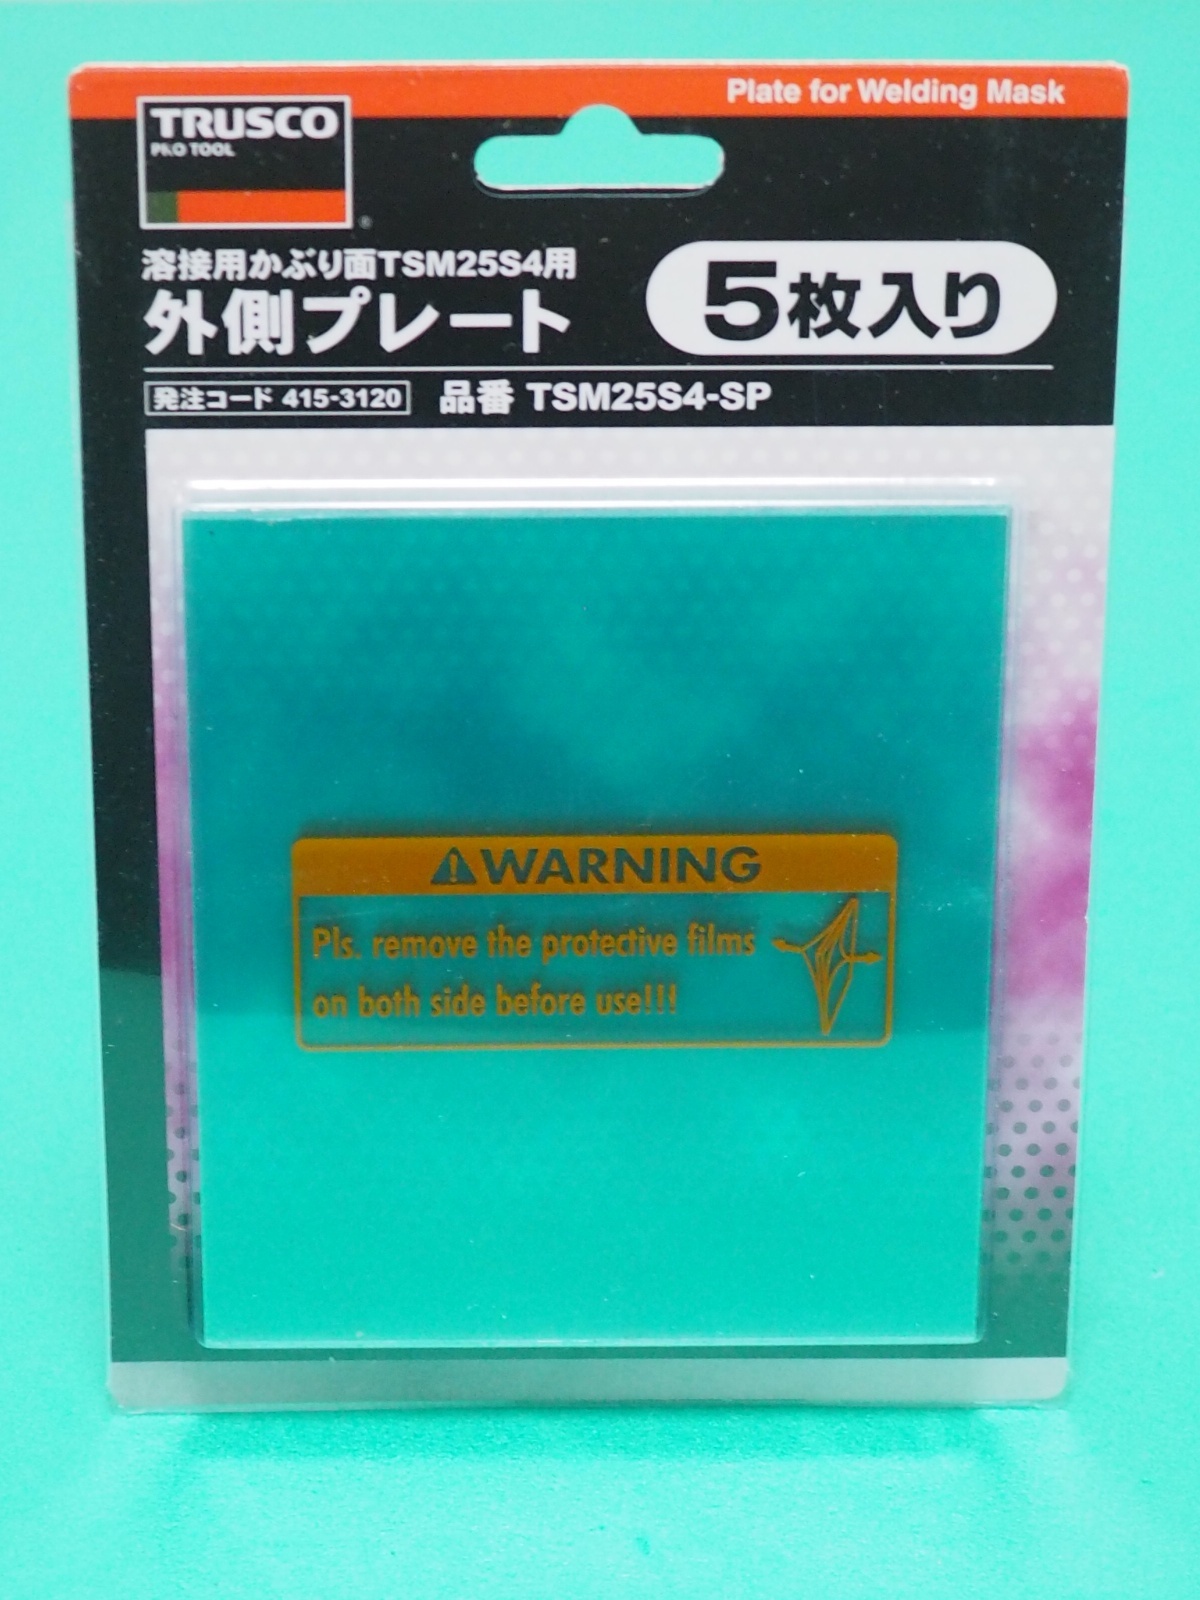 Plate for Welding Mask
TRUSCO
PRO TOOL
®
溶接用かぶり面TSM25S4用
外側プレート
5枚入り
発注コード 415-3120
品番 TSM25S4-SP
WARNING
Pls. remove the protective films
on both side before use!!!